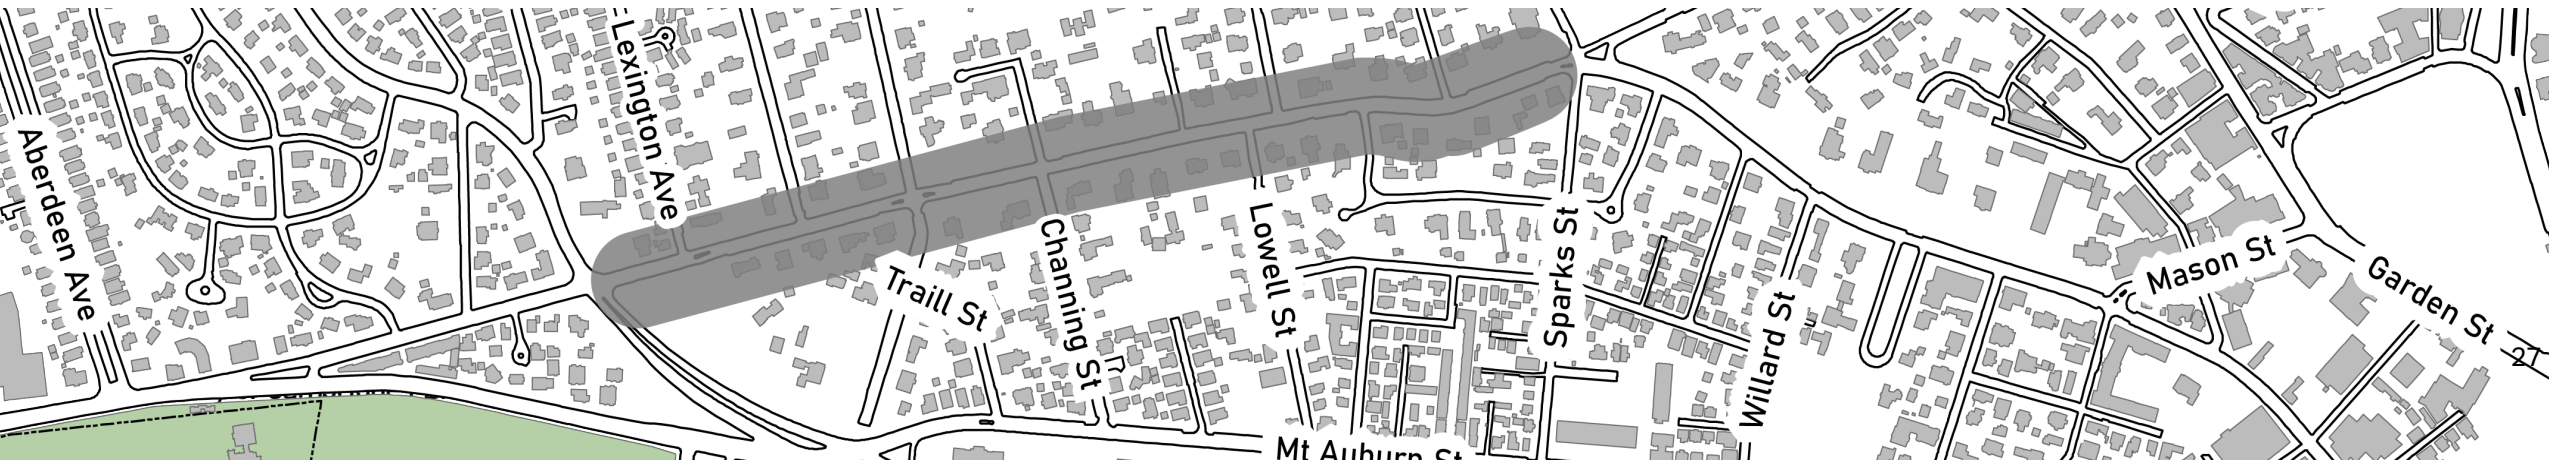 Lexington Ave
Aberdeen Ave
Traill St
Channing St
Lowell St
Sparks St
Willard St
Mason St
Garden St
27
Mt Auburn St